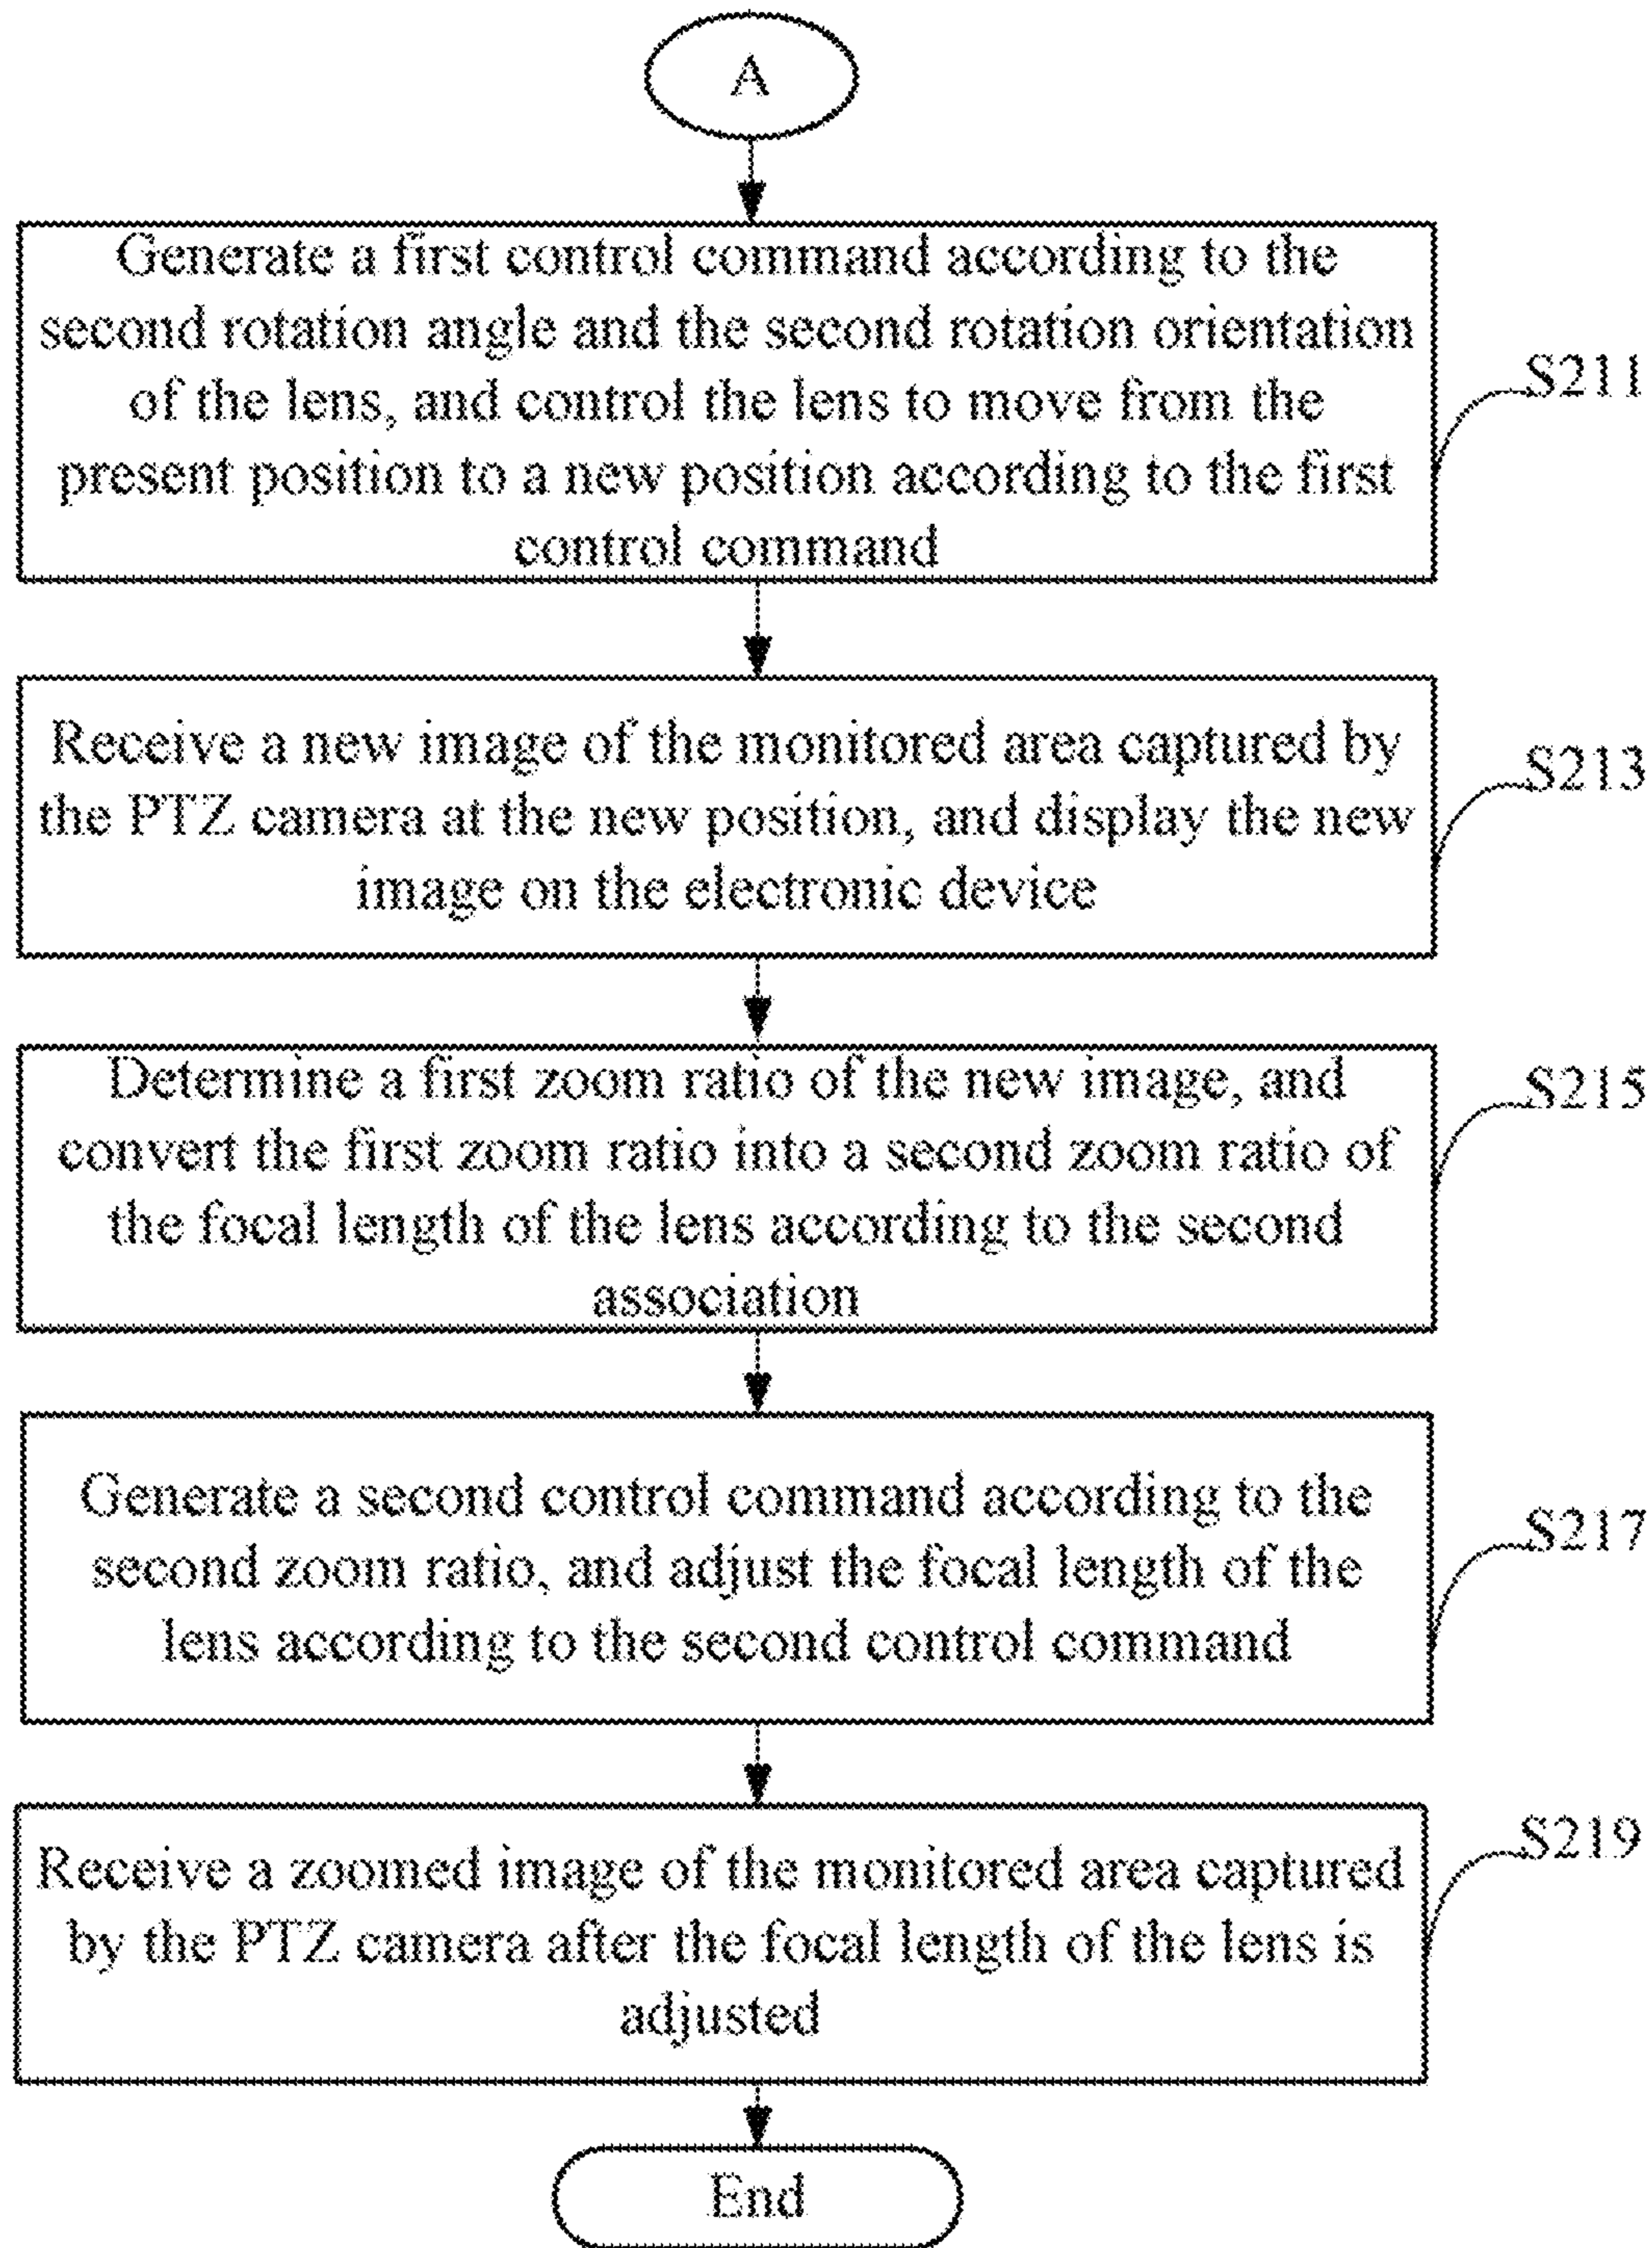 A
Generate a first control command according to the
second rotation angle and the second rotation orientation
of the lens, and control the lens to move from the
present position to a new position according to the first
control command
S211
Receive a new image of the monitored area captured by
the PTZ camera at the new position, and display the new
image on the electronic device
S213
Determine a first zoom ratio of the new image, and
convert the first zoom ratio into a second zoom ratio of
the focal length of the lens according to the second
association
S215
Generate a second control command according to the
second zoom ratio, and adjust the focal length of the
lens according to the second control command
S217
Receive a zoomed image of the monitored area captured
by the PTZ camera after the focal length of the lens is
adjusted
S219
End